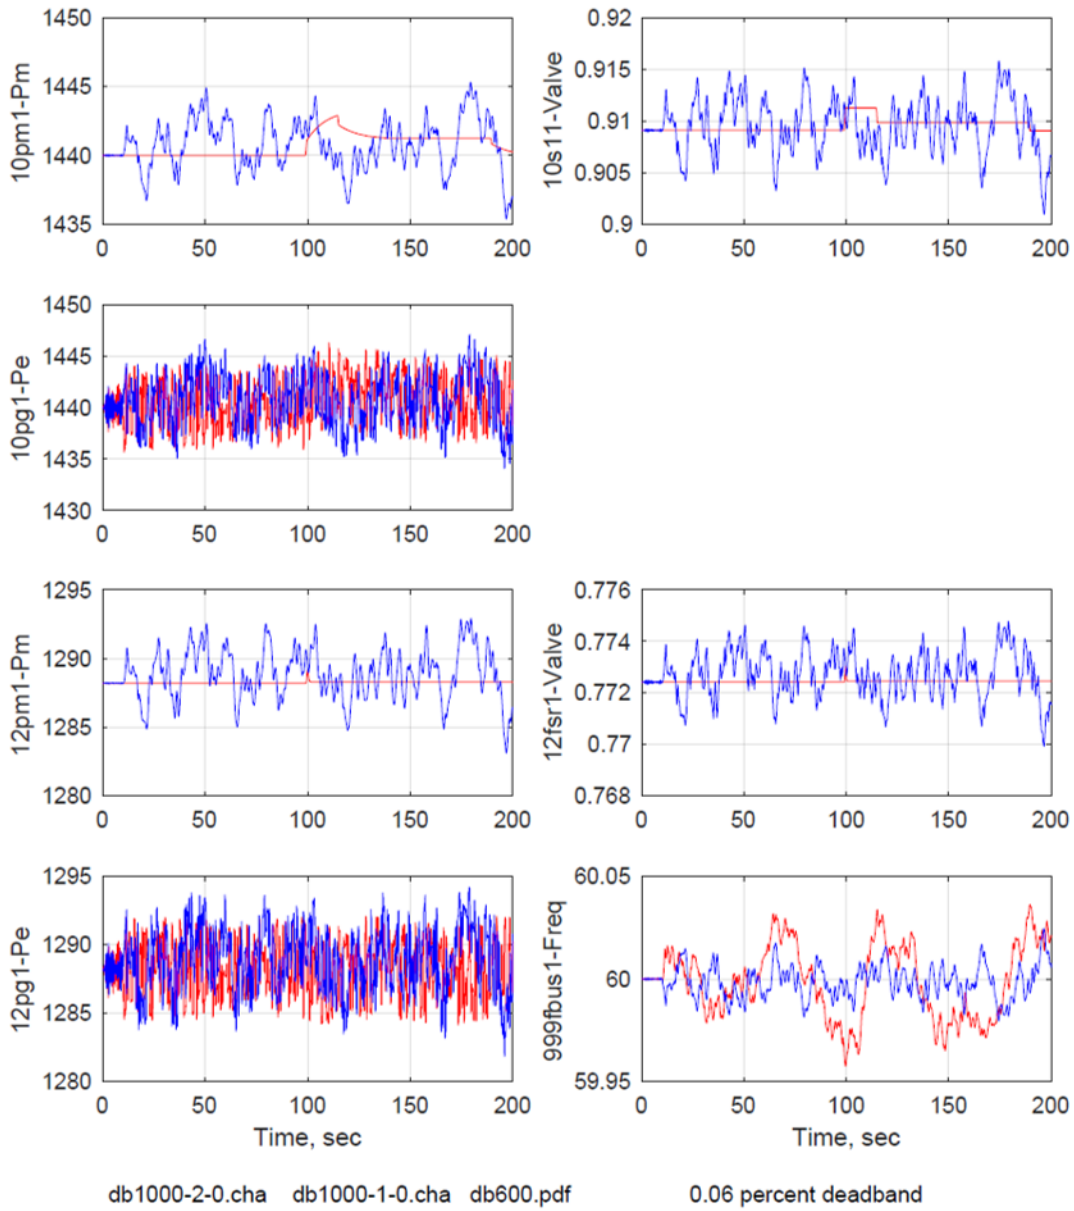 1450
1445
1440
1435
10pm1-Pm
0 50 100 150 200
0.92
0.915
0.91
0.905
0.9
10s11-Valve
0 50 100 150 200
1450
1445
1440
1435
1430
10pg1-Pe
0 50 100 150 200
1295
1290
1285
1280
12pm1-Pm
0 50 100 150 200
0.776
0.774
0.772
0.77
0.768
12fsr1-Valve
0 50 100 150 200
1295
1290
1285
1280
12pg1-Pe
0 50 100 150 200
Time, sec
60.05
60
59.95
999fbus1-Freq
0 50 100 150 200
Time, sec
db1000-2-0.cha db1000-1-0.cha db600.pdf 0.06 percent deadband